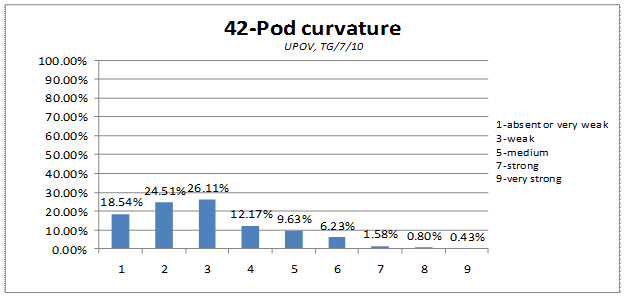 42-Pod curvature
UPOV, TG/7/10
100.00%
90.00%
80.00%
70.00%
60.00%
50.00%
40.00%
30.00%
20.00%
10.00%
0.00%
18.54%
24.51%
26.11%
12.17%
9.63%
6.23%
1.58%
0.80%
0.43%
1 2 3 4 5 6 7 8 9
1-absent or very weak
3-weak
5-medium
7-strong
9-very strong